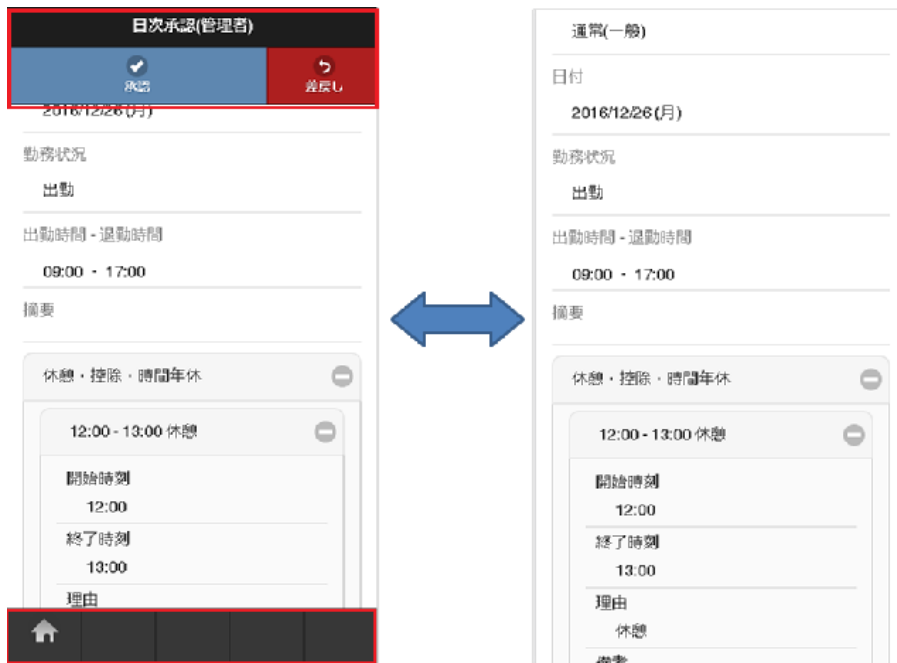 日次承認(管理者)
承認
差戻し
2016/12/26(月)
勤務状況
出勤
出勤時間 - 退勤時間
09:00 - 17:00
摘要
休憩・控除・時間年休
12:00 - 13:00 休憩
開始時刻
12:00
終了時刻
13:00
理由
通常(一般)
日付
2016/12/26(月)
勤務状況
出勤
出勤時間 - 退勤時間
09:00 - 17:00
摘要
休憩・控除・時間年休
12:00 - 13:00 休憩
開始時刻
12:00
終了時刻
13:00
理由
休憩
備考